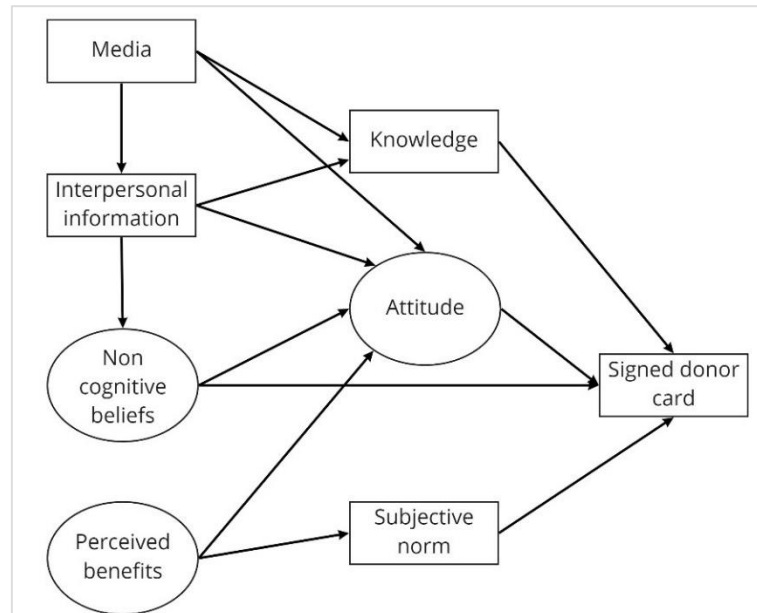 Media
Knowledge
Interpersonal
information
Attitude
Non
cognitive
beliefs
Signed donor
card
Subjective
norm
Perceived
benefits